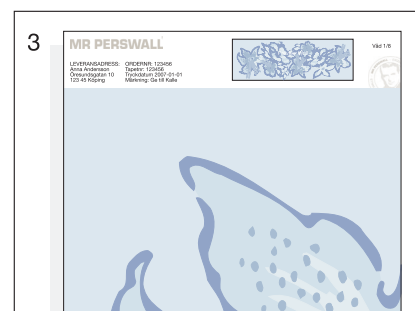 3
MR PERSWALL
Våd 1/8
LEVERANSADRESS:
Anna Andersson
Öresundsgatan 10
123 45 Köping
ORDERNR: 123456
Tapetnr: 123456
Tryckdatum 2007-01-01
Märkning: Ge till Kalle